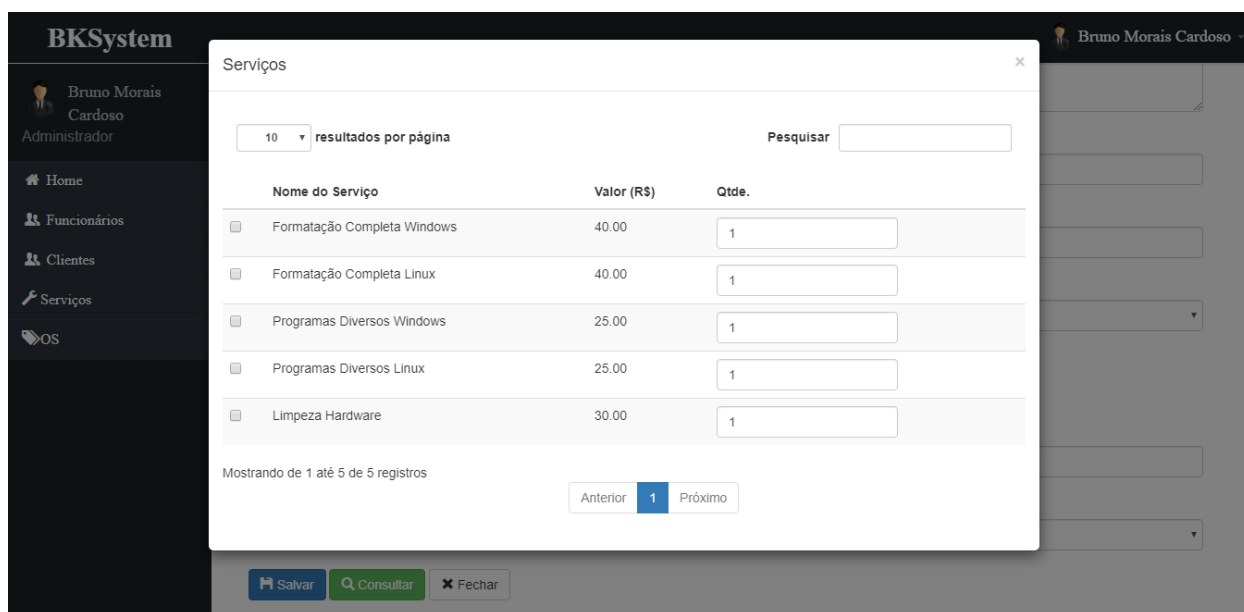 BKSystem
Bruno Morais Cardoso
Bruno Morais
Cardoso
Administrador
Home
Funcionários
Clientes
Serviços
OS
Serviços
×
10 resultados por página
Pesquisar
Nome do Serviço Valor (R$) Qtde.
Formatação Completa Windows 40.00 1
Formatação Completa Linux 40.00 1
Programas Diversos Windows 25.00 1
Programas Diversos Linux 25.00 1
Limpeza Hardware 30.00 1
Mostrando de 1 até 5 de 5 registros
Anterior 1 Próximo
Salvar Consultar Fechar